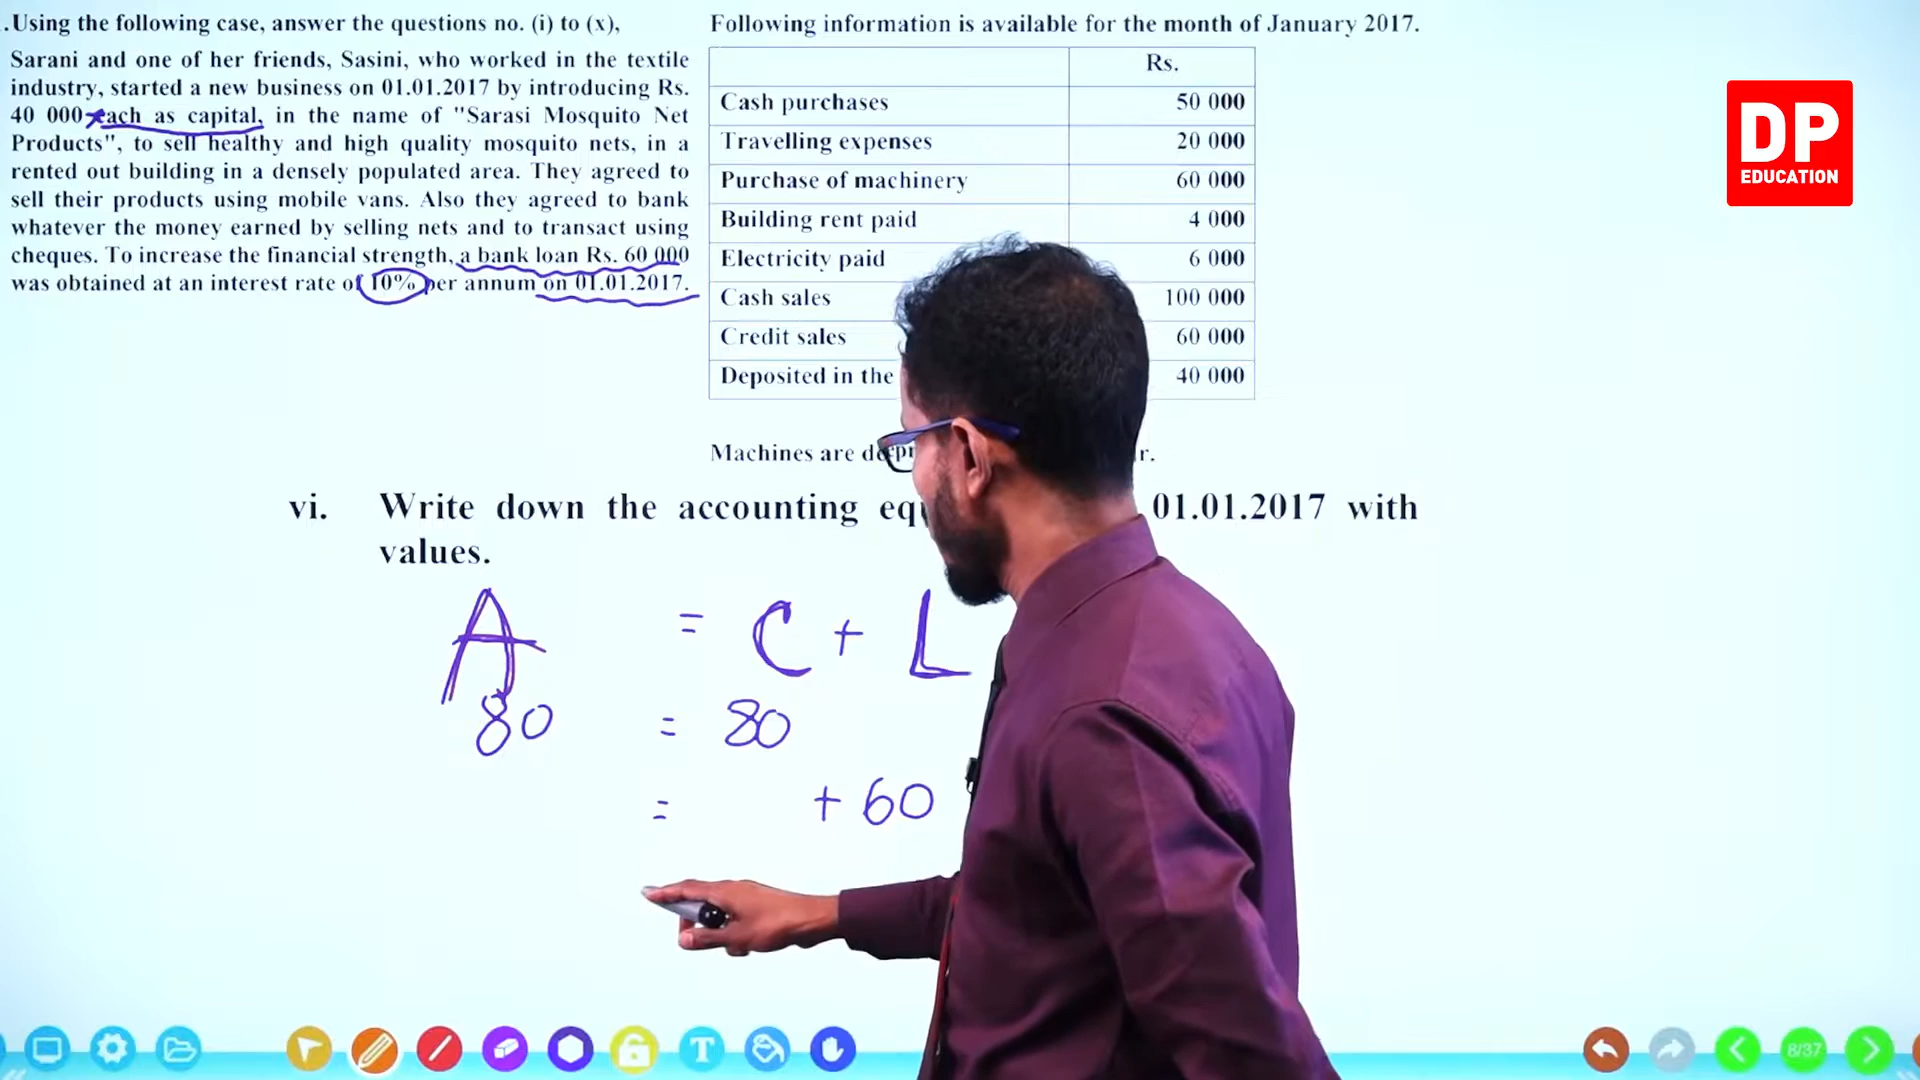 .Using the following case, answer the questions no. (i) to (x),
Sarani and one of her friends, Sasini, who worked in the textile
industry, started a new business on 01.01.2017 by introducing Rs.
40 000 each as capital, in the name of "Sarasi Mosquito Net
Products", to sell healthy and high quality mosquito nets, in a
rented out building in a densely populated area. They agreed to
sell their products using mobile vans. Also they agreed to bank
whatever the money earned by selling nets and to transact using
cheques. To increase the financial strength, a bank loan Rs. 60 000
was obtained at an interest rate of 10% per annum on 01.01.2017.
Following information is available for the month of January 2017.
Rs.
Cash purchases 50 000
Travelling expenses 20 000
Purchase of machinery 60 000
Building rent paid 4 000
Electricity paid 6 000
Cash sales 100 000
Credit sales 60 000
Deposited in the 40 000
Machines are
vi. Write down the accounting 01.01.2017 with
values.
A = C + L
80 = 80
= + 60
DP
EDUCATION
T
8/37